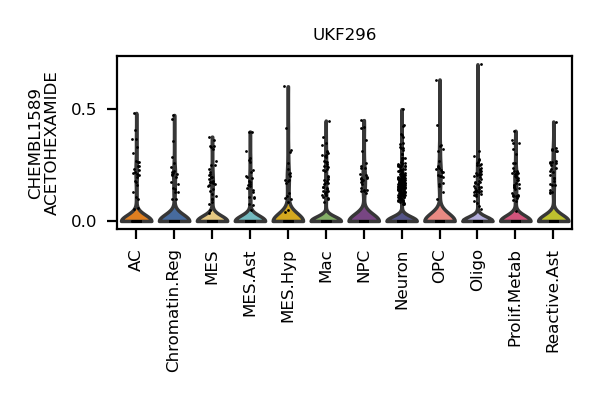 UKF296
CHEMBL1589
ACETOHEXAMIDE
0.5
0.0
AC
Chromatin.Reg
MES
MES.Ast
MES.Hyp
Mac
NPC
Neuron
OPC
Oligo
Prolif.Metab
Reactive.Ast